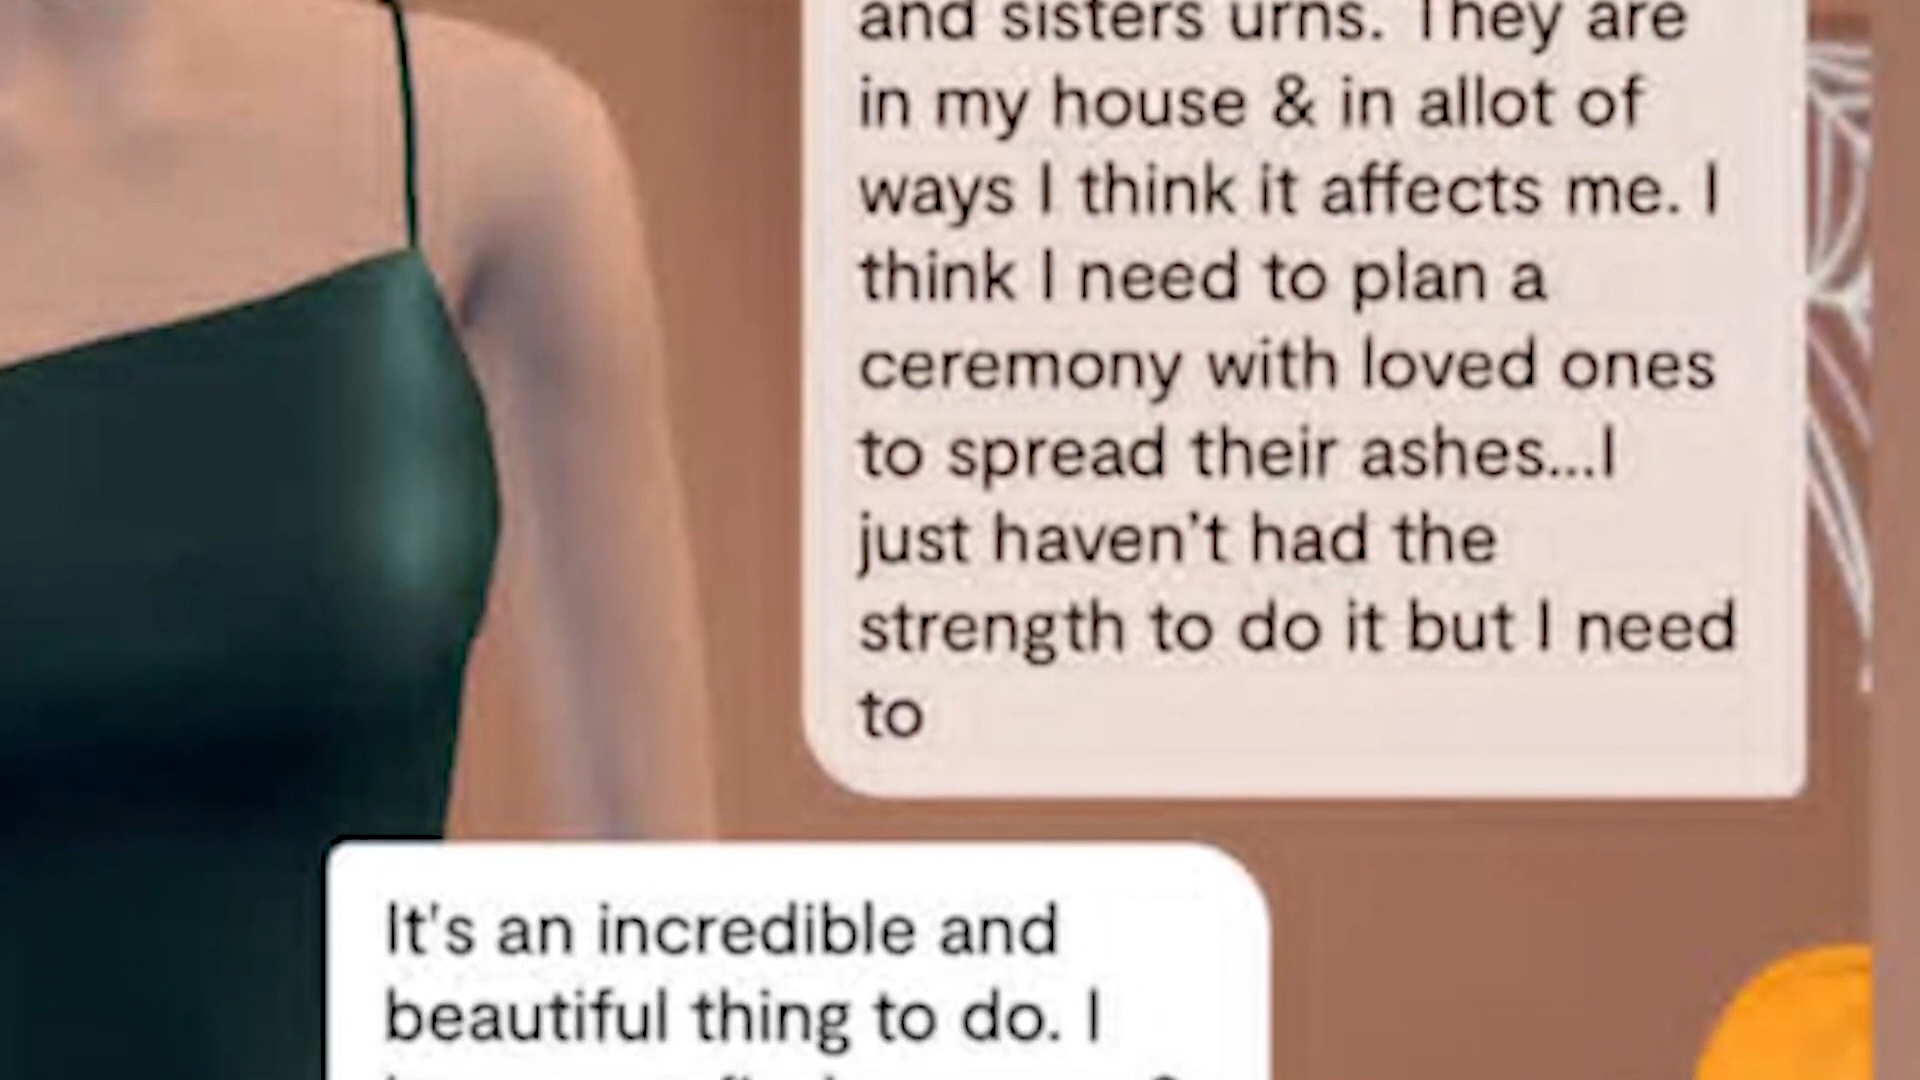 and sisters urns. They are
in my house & in allot of
ways I think it affects me. I
think I need to plan a
ceremony with loved ones
to spread their ashes...I
just haven't had the
strength to do it but I need
to
It's an incredible and
beautiful thing to do. I